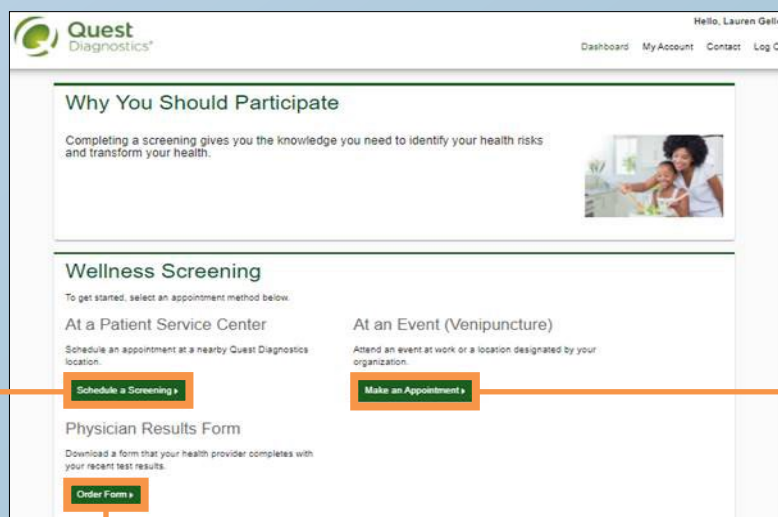 Quest
Diagnostics®
Hello, Lauren
Dashboard My Account Contact Log
Why You Should Participate
Completing a screening gives you the knowledge you need to identify your health risks
and transform your health.
Wellness Screening
To get started, select an appointment method below.
At a Patient Service Center
Schedule an appointment at a nearby Quest Diagnostics
location.
Schedule a Screening
At an Event (Venipuncture)
Attend an event at work or a location designated by your
organization.
Make an Appointment
Physician Results Form
Download a form that your health provider completes with
your recent test results.
Order Form